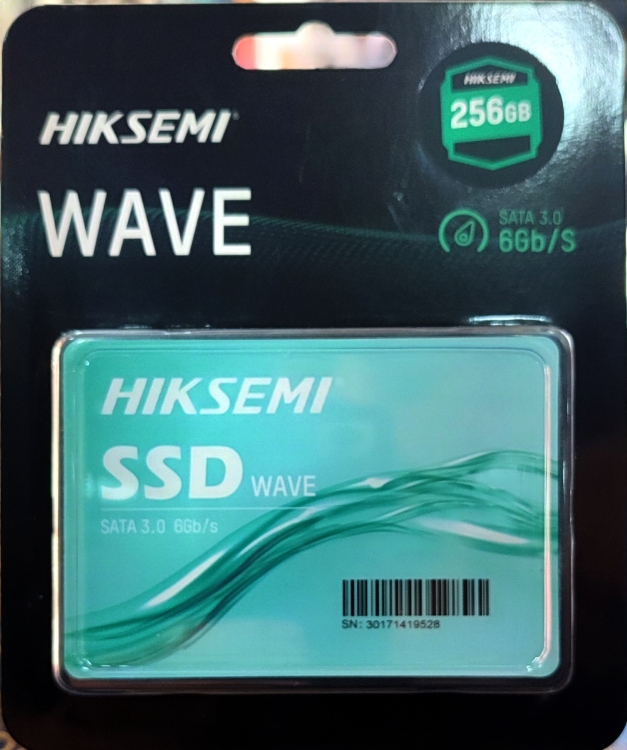 HIKSEMI
256GB
HIKSEMI
WAVE
SATA 3.0
6Gb/S
HIKSEMI
SSD WAVE
SATA 3.0 6Gb/s
SN: 30171419528